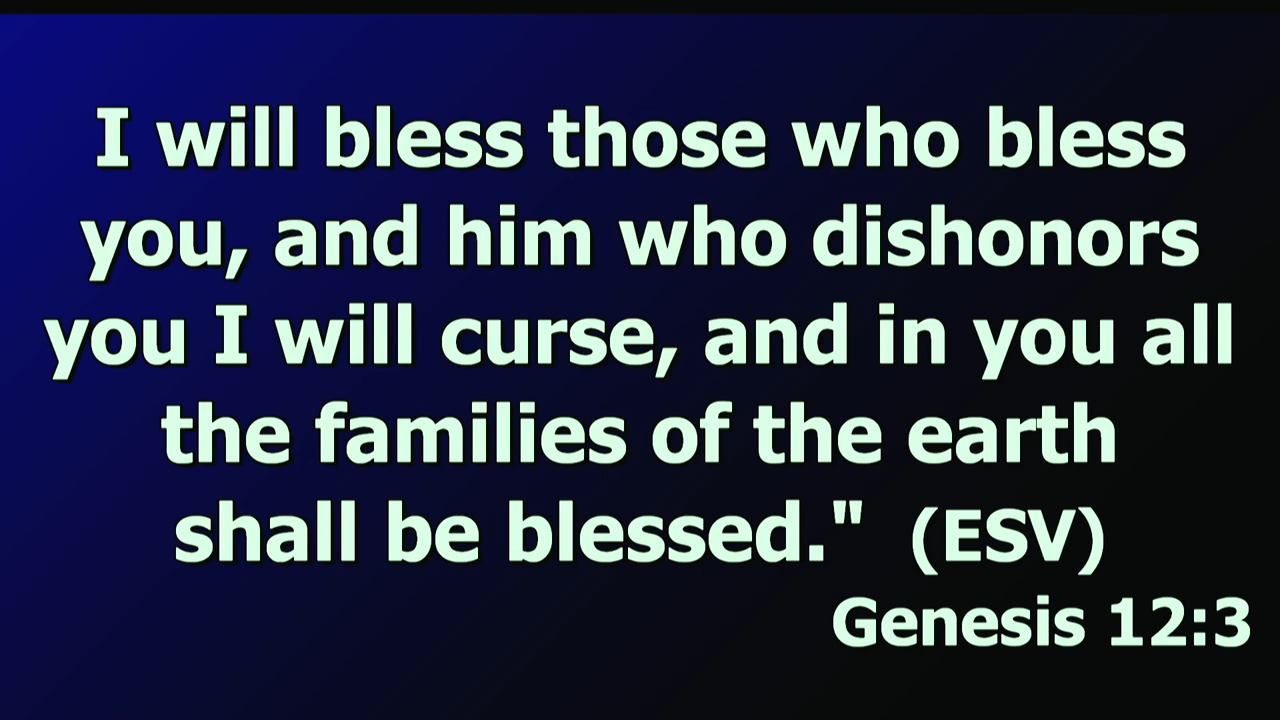 I will bless those who bless
you, and him who dishonors
you I will curse, and in you all
the families of the earth
shall be blessed."  (ESV)
Genesis 12:3